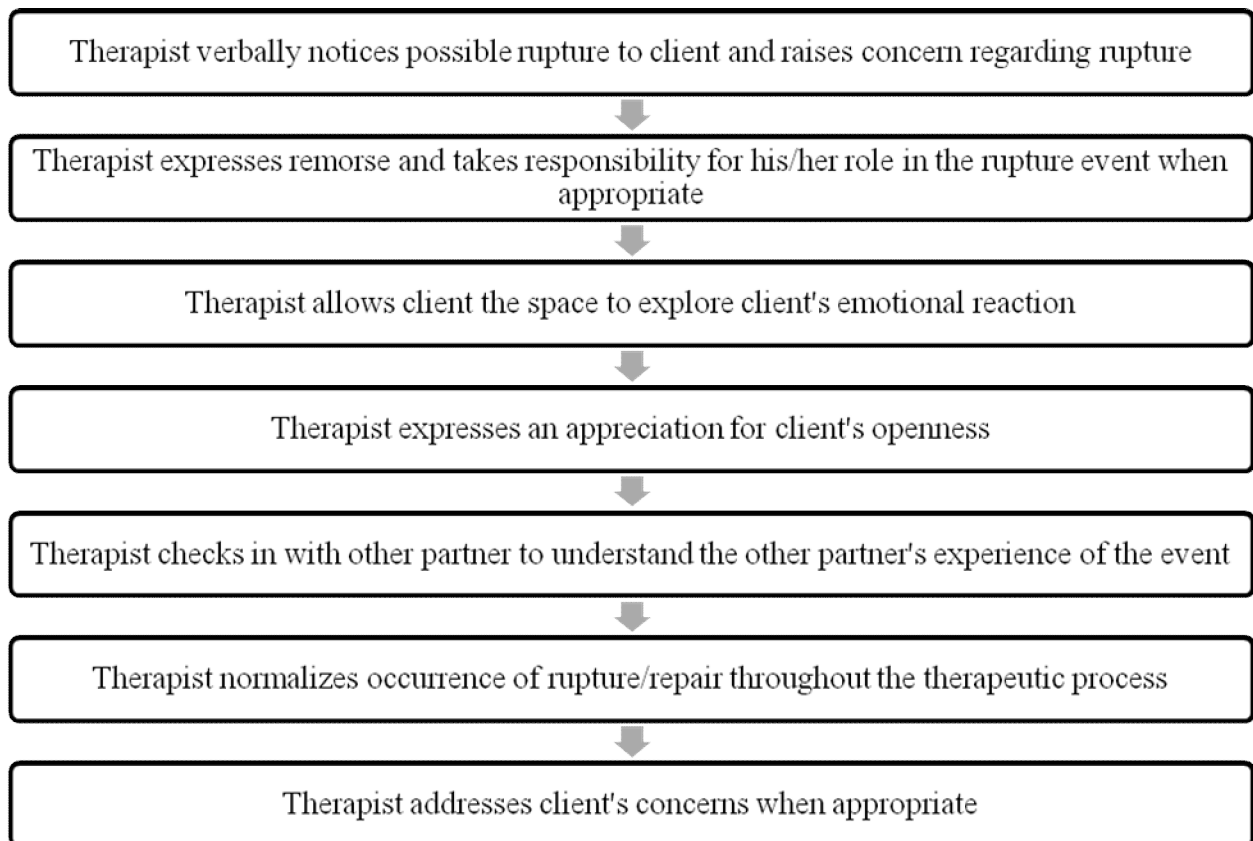 Therapist verbally notices possible rupture to client and raises concern regarding rupture
Therapist expresses remorse and takes responsibility for his/her role in the rupture event when
appropriate
Therapist allows client the space to explore client's emotional reaction
Therapist expresses an appreciation for client's openness
Therapist checks in with other partner to understand the other partner's experience of the event
Therapist normalizes occurrence of rupture/repair throughout the therapeutic process
Therapist addresses client's concerns when appropriate